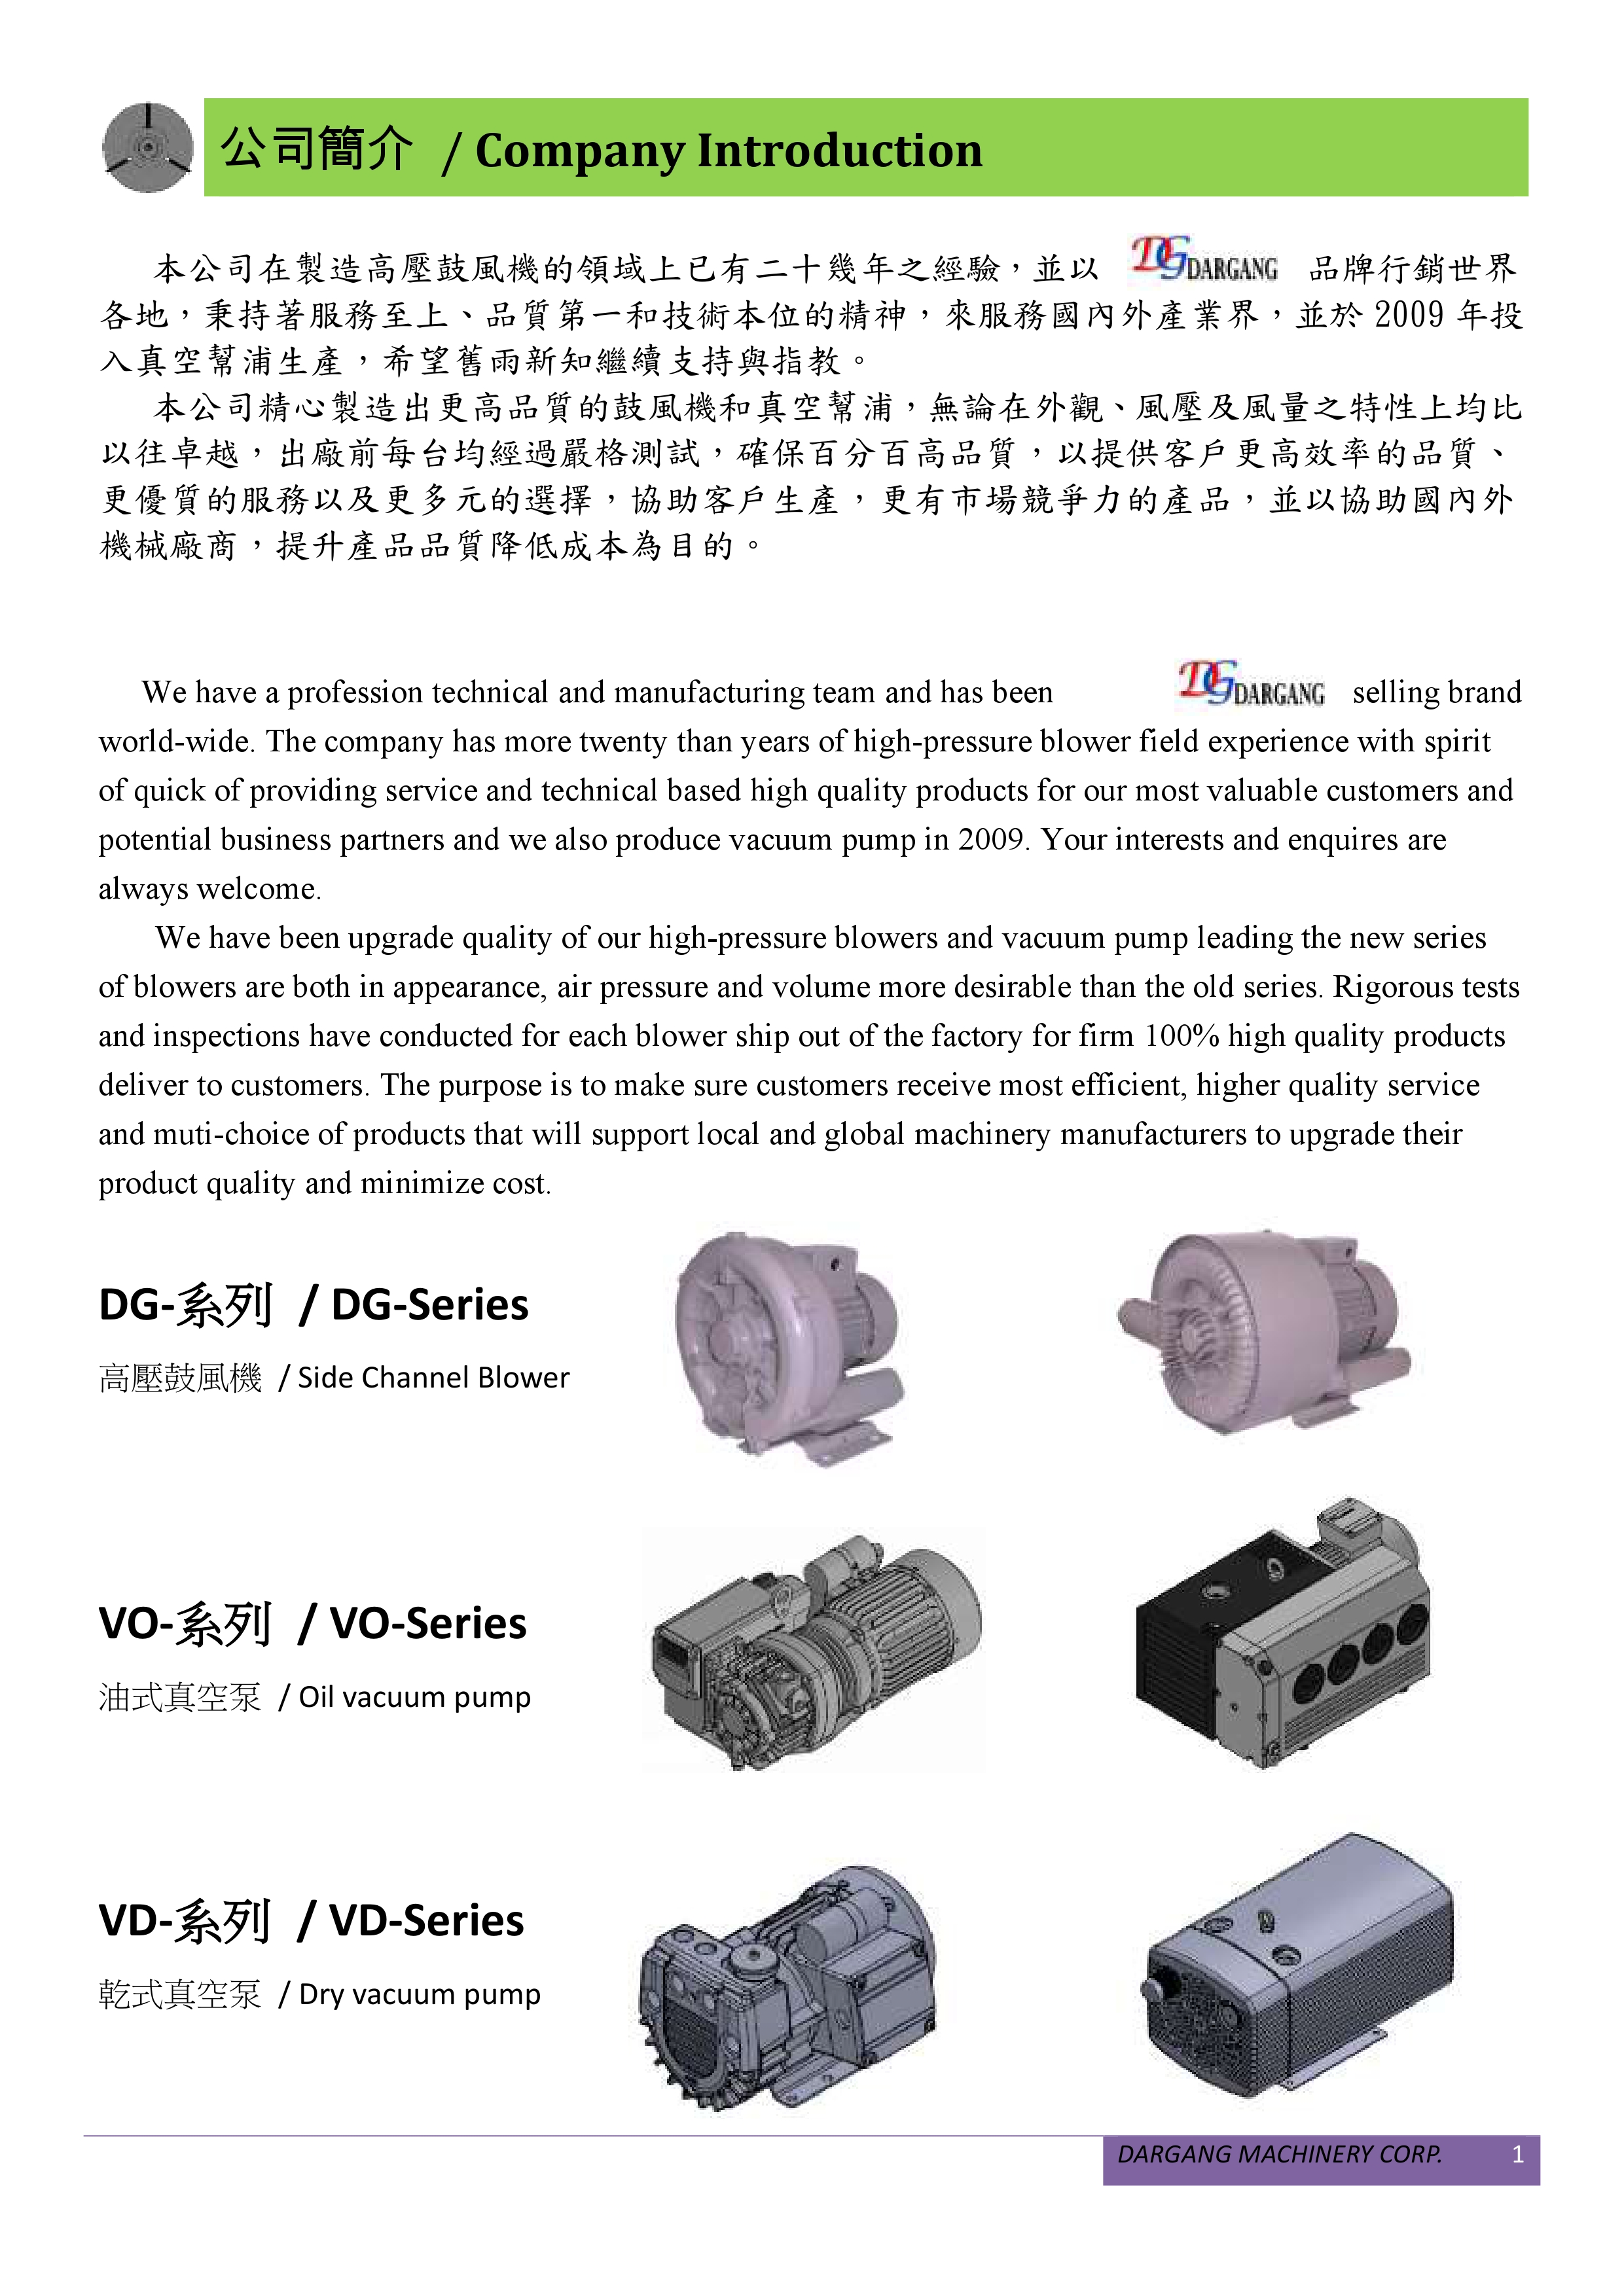 公司簡介 / Company Introduction
本公司在製造高壓鼓風機的領域上已有二十幾年之經驗，並以 DG DARGANG 品牌行銷世界
各地，秉持著服務至上、品質第一和技術本位的精神，來服務國內外產業界，並於 2009 年投
入真空幫浦生產，希望舊雨新知繼續支持與指教。
本公司精心製造出更高品質的鼓風機和真空幫浦，無論在外觀、風壓及風量之特性上均比
以往卓越，出廠前每台均經過嚴格測試，確保百分百高品質，以提供客戶更高效率的品質、
更優質的服務以及更多元的選擇，協助客戶生產，更有市場競爭力的產品，並以協助國內外
機械廠商，提升產品品質降低成本為目的。
We have a profession technical and manufacturing team and has been DG DARGANG selling brand
world-wide. The company has more twenty than years of high-pressure blower field experience with spirit
of quick of providing service and technical based high quality products for our most valuable customers and
potential business partners and we also produce vacuum pump in 2009. Your interests and enquires are
always welcome.
We have been upgrade quality of our high-pressure blowers and vacuum pump leading the new series
of blowers are both in appearance, air pressure and volume more desirable than the old series. Rigorous tests
and inspections have conducted for each blower ship out of the factory for firm 100% high quality products
deliver to customers. The purpose is to make sure customers receive most efficient, higher quality service
and muti-choice of products that will support local and global machinery manufacturers to upgrade their
product quality and minimize cost.
DG-系列 / DG-Series
高壓鼓風機 / Side Channel Blower
VO-系列 / VO-Series
油式真空泵 / Oil vacuum pump
VD-系列 / VD-Series
乾式真空泵 / Dry vacuum pump
DARGANG MACHINERY CORP. 1